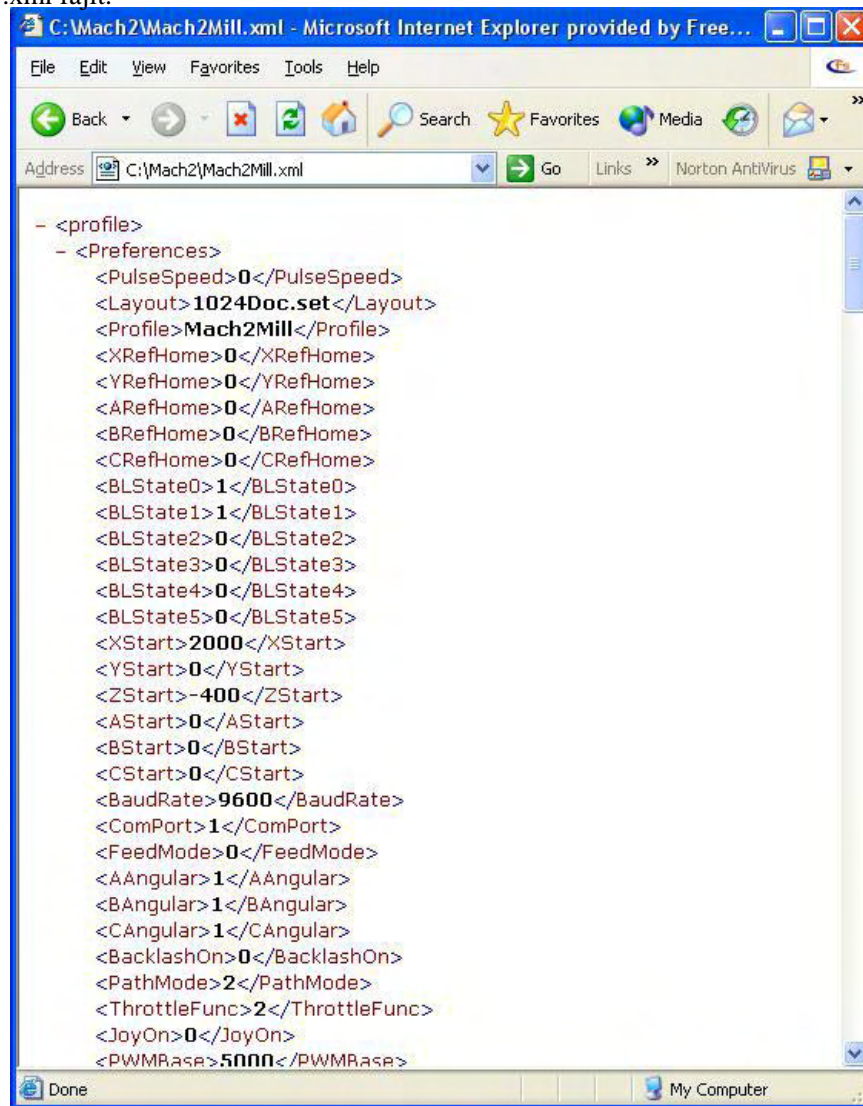 .xml fájlt.
C:\Mach2\Mach2Mill.xml - Microsoft Internet Explorer provided by Free...
File Edit View Favorites Tools Help
Back Search Favorites Media
Address C:\Mach2\Mach2Mill.xml Go Links » Norton AntiVirus
- <profile>
- <Preferences>
<PulseSpeed>0</PulseSpeed>
<Layout>1024Doc.set</Layout>
<Profile>Mach2Mill</Profile>
<XRefHome>0</XRefHome>
<YRefHome>0</YRefHome>
<ARefHome>0</ARefHome>
<BRefHome>0</BRefHome>
<CRefHome>0</CRefHome>
<BLState0>1</BLState0>
<BLState1>1</BLState1>
<BLState2>0</BLState2>
<BLState3>0</BLState3>
<BLState4>0</BLState4>
<BLState5>0</BLState5>
<XStart>2000</XStart>
<YStart>0</YStart>
<ZStart>-400</ZStart>
<AStart>0</AStart>
<BStart>0</BStart>
<CStart>0</CStart>
<BaudRate>9600</BaudRate>
<ComPort>1</ComPort>
<FeedMode>0</FeedMode>
<AAngular>1</AAngular>
<BAngular>1</BAngular>
<CAngular>1</CAngular>
<BacklashOn>0</BacklashOn>
<PathMode>2</PathMode>
<ThrottleFunc>2</ThrottleFunc>
<JoyOn>0</JoyOn>
<PWMBase>5000</PWMBase>
Done My Computer